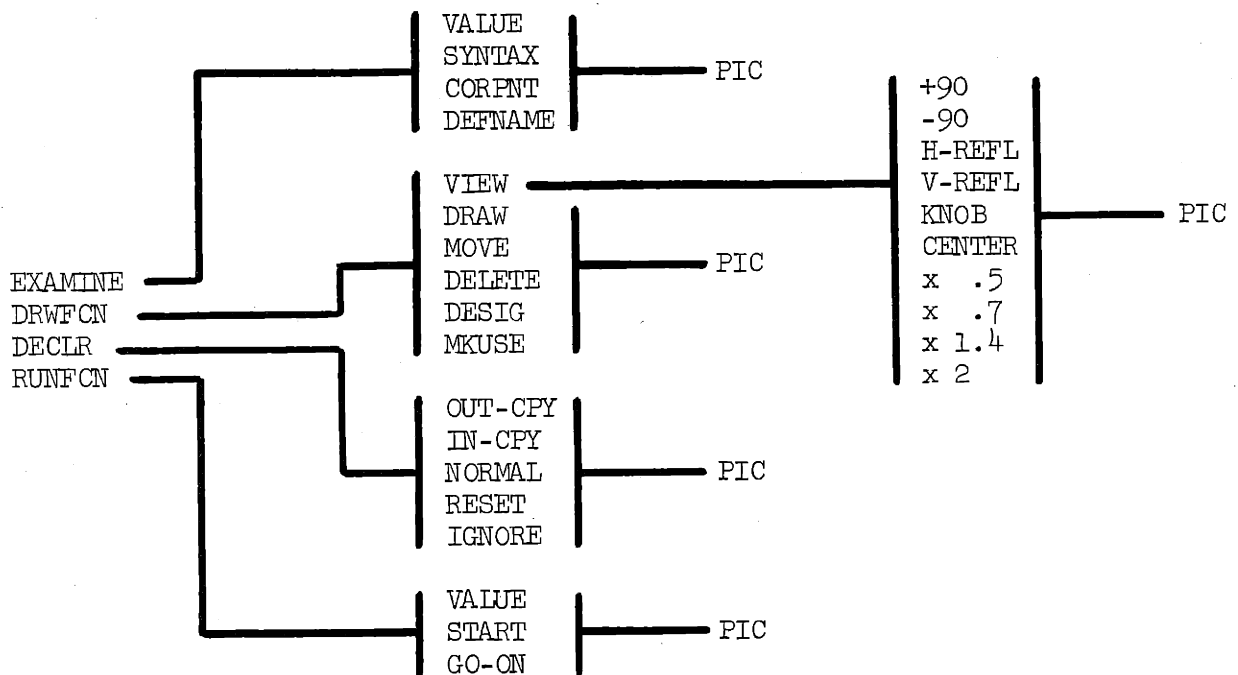 EXAMINE
DRWFCN
DECLR
RUNFCN
VALUE
SYNTAX
CORPNT
DEFNAME
PIC
VIEW
DRAW
MOVE
DELETE
DESIG
MKUSE
PIC
OUT-CPY
IN-CPY
NORMAL
RESET
IGNORE
PIC
VALUE
START
GO-ON
PIC
+90
-90
H-REFL
V-REFL
KNOB
CENTER
x .5
x .7
x 1.4
x 2
PIC